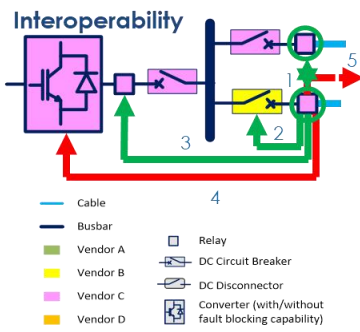 Interoperability
1
5
2
3
4
Cable
Busbar
Vendor A
Vendor B
Vendor C
Vendor D
Relay
DC Circuit Breaker
DC Disconnector
Converter (with/without
fault blocking capability)